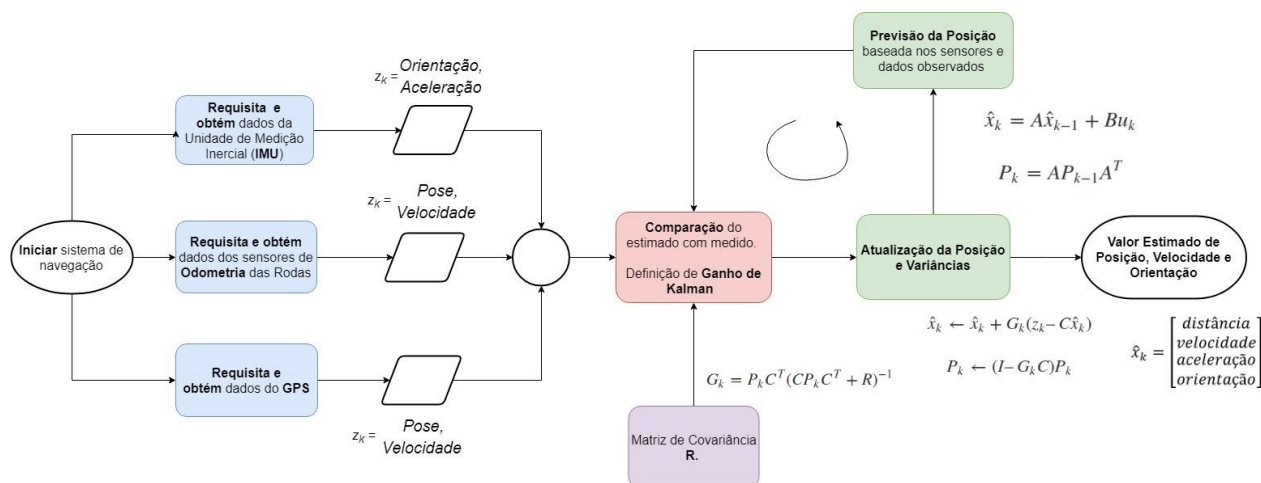 Previsão da Posição
baseada nos sensores e
dados observados
z_k = Orientação,
Aceleração
Requisita e
obtém dados da
Unidade de Medição
Inercial (IMU)
x̂_k = Ax̂_{k−1} + Bu_k
P_k = AP_{k−1}A^T
z_k = Pose,
Velocidade
Iniciar sistema de
navegação
Requisita e obtém
dados dos sensores de
Odometria das Rodas
Comparação do
estimado com medido.
Definição de Ganho de
Kalman
Atualização da Posição
e Variâncias
Valor Estimado de
Posição, Velocidade e
Orientação
x̂_k ← x̂_k + G_k(z_k – Cx̂_k)
P_k ← (I – G_kC)P_k
x̂_k = [distância
velocidade
aceleração
orientação]
Requisita e
obtém dados do GPS
z_k = Pose,
Velocidade
G_k = P_kC^T(CP_kC^T + R)^{−1}
Matriz de Covariância
R.